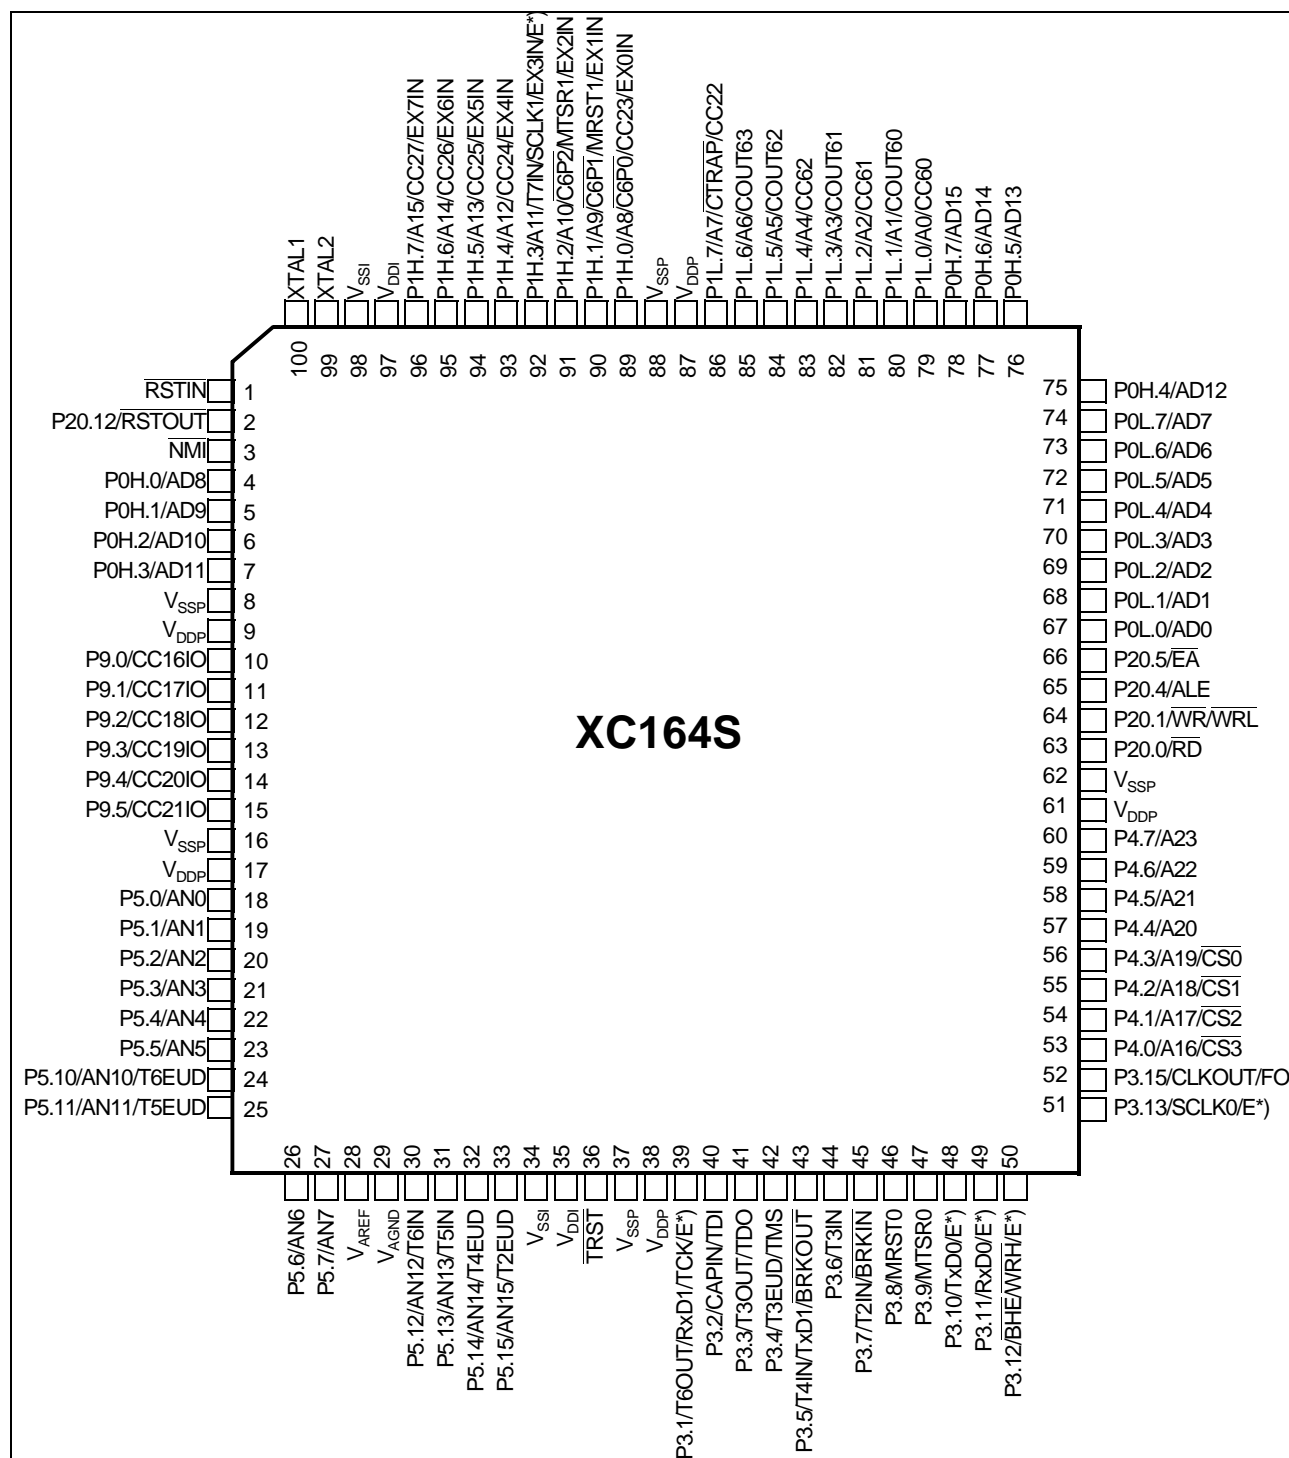 XTAL1
XTAL2
VSSI
VDDI
P1H.7/A15/CC27/EX7IN
P1H.6/A14/CC26/EX6IN
P1H.5/A13/CC25/EX5IN
P1H.4/A12/CC24/EX4IN
P1H.3/A11/T7IN/SCLK1/EX3IN/E*)
P1H.2/A10/C6P2/MTSR1/EX2IN
P1H.1/A9/C6P1/MRST1/EX1IN
P1H.0/A8/C6P0/CC23/EX0IN
VSSP
VDDP
P1L.7/A7/CTRAP/CC22
P1L.6/A6/COUT63
P1L.5/A5/COUT62
P1L.4/A4/CC62
P1L.3/A3/COUT61
P1L.2/A2/CC61
P1L.1/A1/COUT60
P1L.0/A0/CC60
P0H.7/AD15
P0H.6/AD14
P0H.5/AD13
100 99 98 97 96 95 94 93 92 91 90 89 88 87 86 85 84 83 82 81 80 79 78 77 76
RSTIN 1
P20.12/RSTOUT 2
NMI 3
P0H.0/AD8 4
P0H.1/AD9 5
P0H.2/AD10 6
P0H.3/AD11 7
VSSP 8
VDDP 9
P9.0/CC16IO 10
P9.1/CC17IO 11
P9.2/CC18IO 12
P9.3/CC19IO 13
P9.4/CC20IO 14
P9.5/CC21IO 15
VSSP 16
VDDP 17
P5.0/AN0 18
P5.1/AN1 19
P5.2/AN2 20
P5.3/AN3 21
P5.4/AN4 22
P5.5/AN5 23
P5.10/AN10/T6EUD 24
P5.11/AN11/T5EUD 25
XC164S
75 P0H.4/AD12
74 P0L.7/AD7
73 P0L.6/AD6
72 P0L.5/AD5
71 P0L.4/AD4
70 P0L.3/AD3
69 P0L.2/AD2
68 P0L.1/AD1
67 P0L.0/AD0
66 P20.5/EA
65 P20.4/ALE
64 P20.1/WR/WRL
63 P20.0/RD
62 VSSP
61 VDDP
60 P4.7/A23
59 P4.6/A22
58 P4.5/A21
57 P4.4/A20
56 P4.3/A19/CS0
55 P4.2/A18/CS1
54 P4.1/A17/CS2
53 P4.0/A16/CS3
52 P3.15/CLKOUT/FO
51 P3.13/SCLK0/E*)
26 27 28 29 30 31 32 33 34 35 36 37 38 39 40 41 42 43 44 45 46 47 48 49 50
P5.6/AN6
P5.7/AN7
VAREF
VAGND
P5.12/AN12/T6IN
P5.13/AN13/T5IN
P5.14/AN14/T4EUD
P5.15/AN15/T2EUD
VSSI
VDDI
TRST
VSSP
VDDP
P3.1/T6OUT/RxD1/TCK/E*)
P3.2/CAPIN/TDI
P3.3/T3OUT/TDO
P3.4/T3EUD/TMS
P3.5/T4IN/TxD1/BRKOUT
P3.6/T3IN
P3.7/T2IN/BRKIN
P3.8/MRST0
P3.9/MTSR0
P3.10/TxD0/E*)
P3.11/RxD0/E*)
P3.12/BHE/WRH/E*)